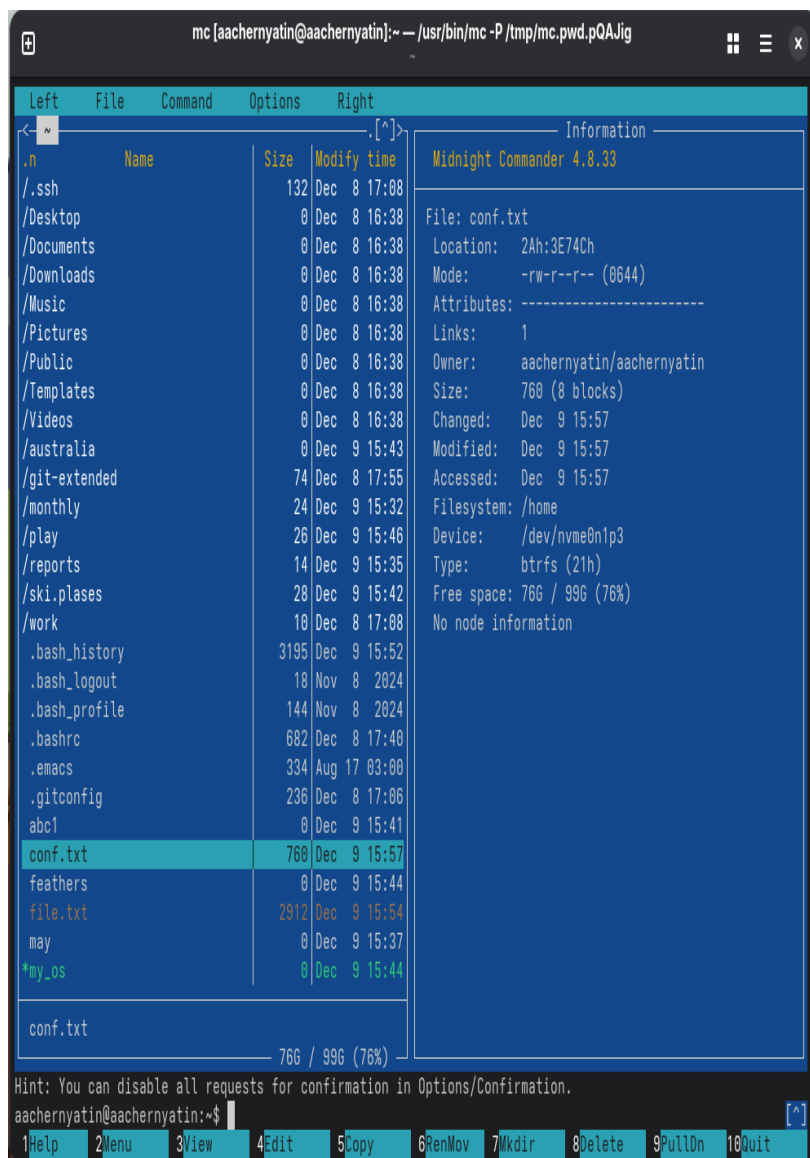 mc [aachernyatin@aachernyatin]:~ — /usr/bin/mc -P /tmp/mc.pwd.pQAJig
~
Left File Command Options Right
<- ~ .[^]>
.n Name Size Modify time
/.ssh 132 Dec 8 17:08
/Desktop 0 Dec 8 16:38
/Documents 0 Dec 8 16:38
/Downloads 0 Dec 8 16:38
/Music 0 Dec 8 16:38
/Pictures 0 Dec 8 16:38
/Public 0 Dec 8 16:38
/Templates 0 Dec 8 16:38
/Videos 0 Dec 8 16:38
/australia 0 Dec 9 15:43
/git-extended 74 Dec 8 17:55
/monthly 24 Dec 9 15:32
/play 26 Dec 9 15:46
/reports 14 Dec 9 15:35
/ski.plases 28 Dec 9 15:42
/work 10 Dec 8 17:08
.bash_history 3195 Dec 9 15:52
.bash_logout 18 Nov 8 2024
.bash_profile 144 Nov 8 2024
.bashrc 682 Dec 8 17:40
.emacs 334 Aug 17 03:00
.gitconfig 236 Dec 8 17:06
abc1 0 Dec 9 15:41
conf.txt 760 Dec 9 15:57
feathers 0 Dec 9 15:44
file.txt 2912 Dec 9 15:54
may 0 Dec 9 15:37
*my_os 0 Dec 9 15:44
conf.txt
76G / 99G (76%)
Information
Midnight Commander 4.8.33
File: conf.txt
Location: 2Ah:3E74Ch
Mode: -rw-r--r-- (0644)
Attributes: ------------------------
Links: 1
Owner: aachernyatin/aachernyatin
Size: 760 (8 blocks)
Changed: Dec 9 15:57
Modified: Dec 9 15:57
Accessed: Dec 9 15:57
Filesystem: /home
Device: /dev/nvme0n1p3
Type: btrfs (21h)
Free space: 76G / 99G (76%)
No node information
Hint: You can disable all requests for confirmation in Options/Confirmation.
aachernyatin@aachernyatin:~$ [^]
1Help 2Menu 3View 4Edit 5Copy 6RenMov 7Mkdir 8Delete 9PullDn 10Quit